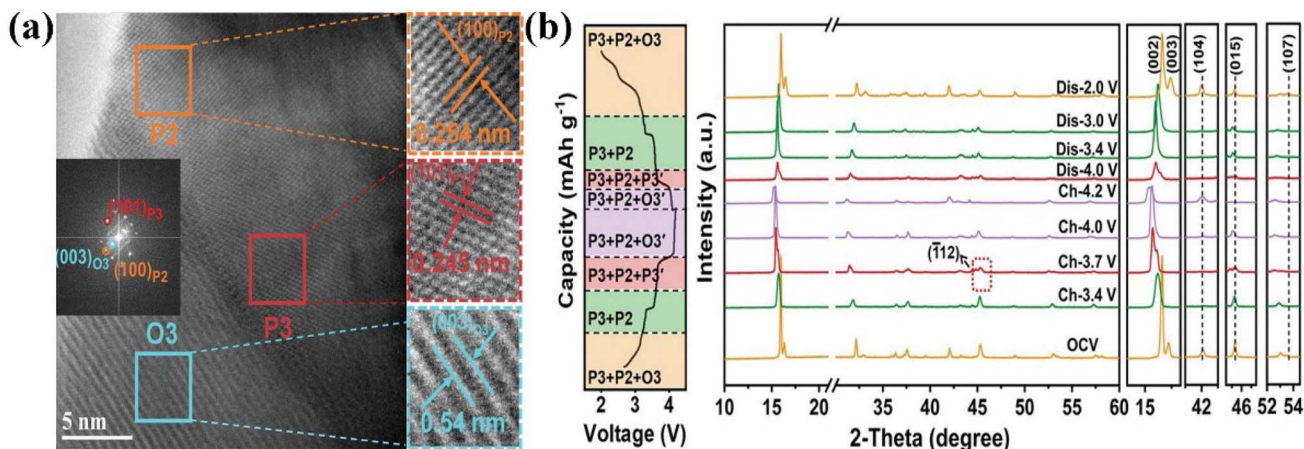 (a)
P2
(100)P2
0.254 nm
(101)P3
0.245 nm
(003)O3
0.54 nm
(101)P3
(003)O3
(100)P2
P3
O3
5 nm
(b)
Capacity (mAh g⁻¹)
P3+P2+O3
P3+P2
P3+P2+P3′
P3+P2+O3′
P3+P2+O3′
P3+P2+P3′
P3+P2
P3+P2+O3
2 3 4
Voltage (V)
Intensity (a.u.)
Dis-2.0 V
Dis-3.0 V
Dis-3.4 V
Dis-4.0 V
Ch-4.2 V
Ch-4.0 V
(1̅12)
Ch-3.7 V
Ch-3.4 V
OCV
(002) (003) (104) (015) (107)
10 15 20 31 35 40 45 50 55 60 15 42 46 52 54
2-Theta (degree)